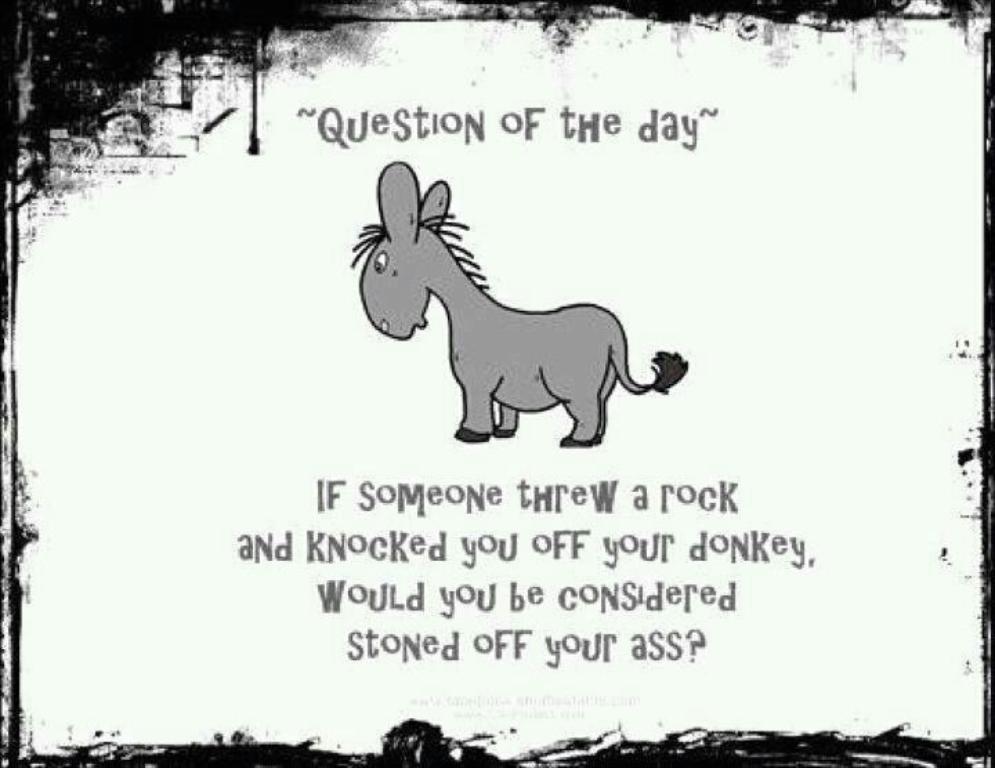 ~Question of the day~
If someone threw a rock
and knocked you off your donkey,
would you be considered
stoned off your ass?